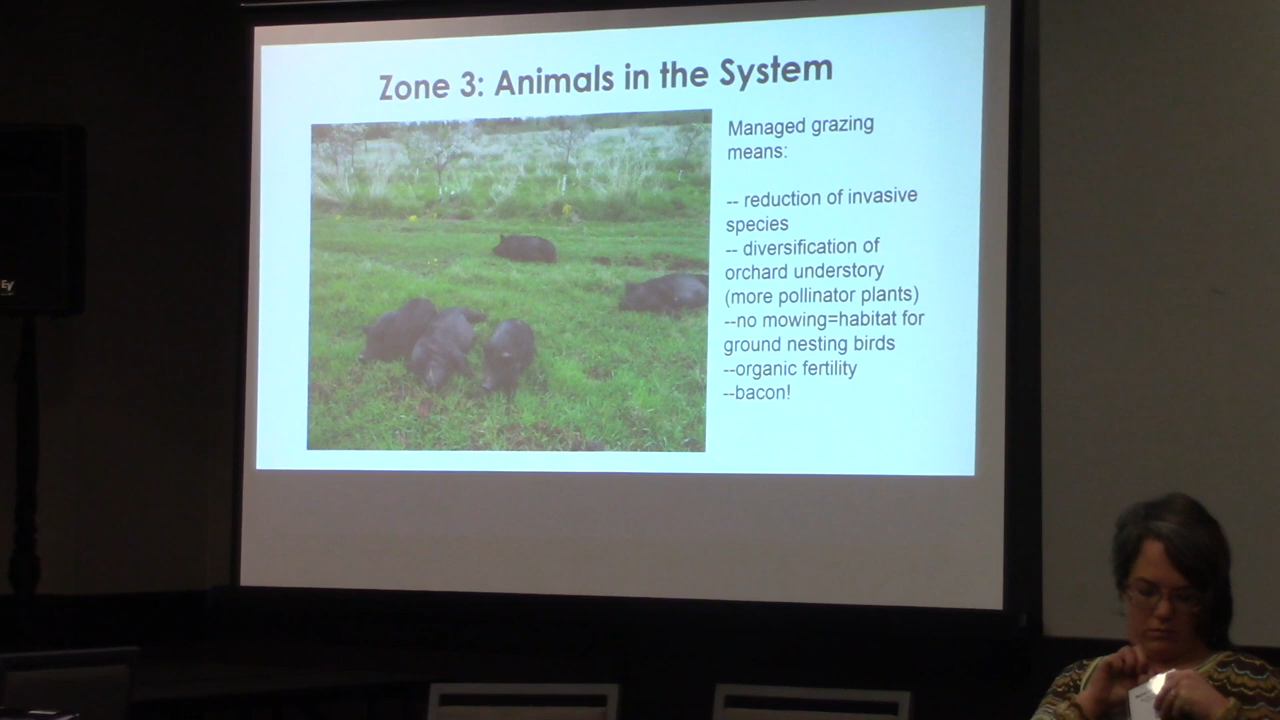 Zone 3: Animals in the System
Managed grazing
means:
-- reduction of invasive
species
-- diversification of
orchard understory
(more pollinator plants)
--no mowing=habitat for
ground nesting birds
--organic fertility
--bacon!